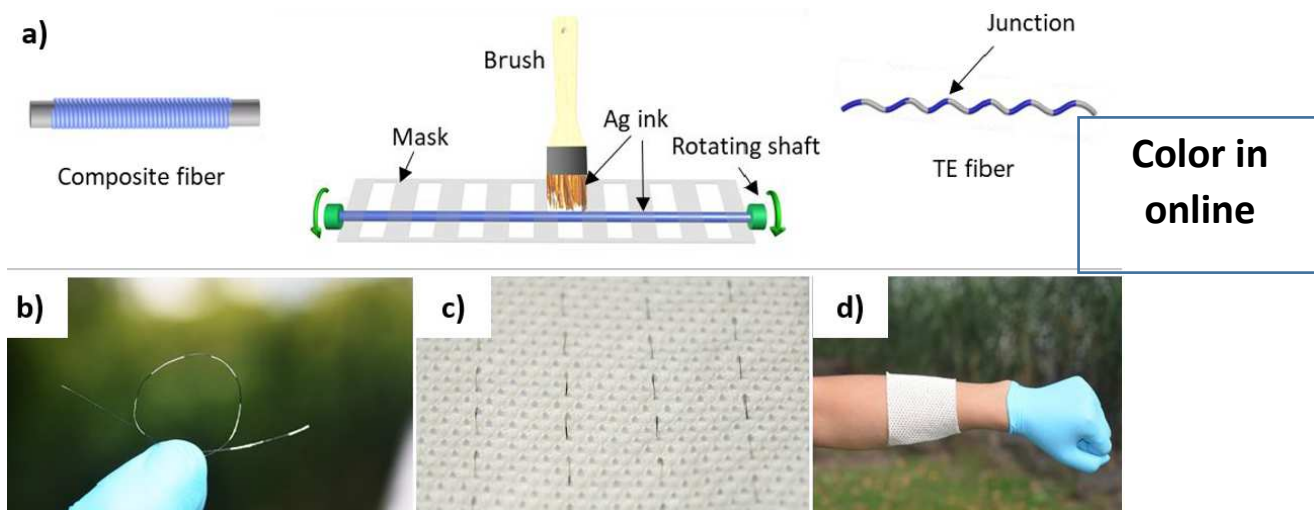 a)
Composite fiber
Brush
Mask
Ag ink
Rotating shaft
Junction
TE fiber
Color in
online
b)
c)
d)